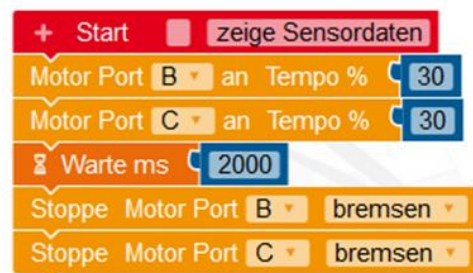 + Start zeige Sensordaten
Motor Port B an Tempo % 30
Motor Port C an Tempo % 30
Warte ms 2000
Stoppe Motor Port B bremsen
Stoppe Motor Port C bremsen